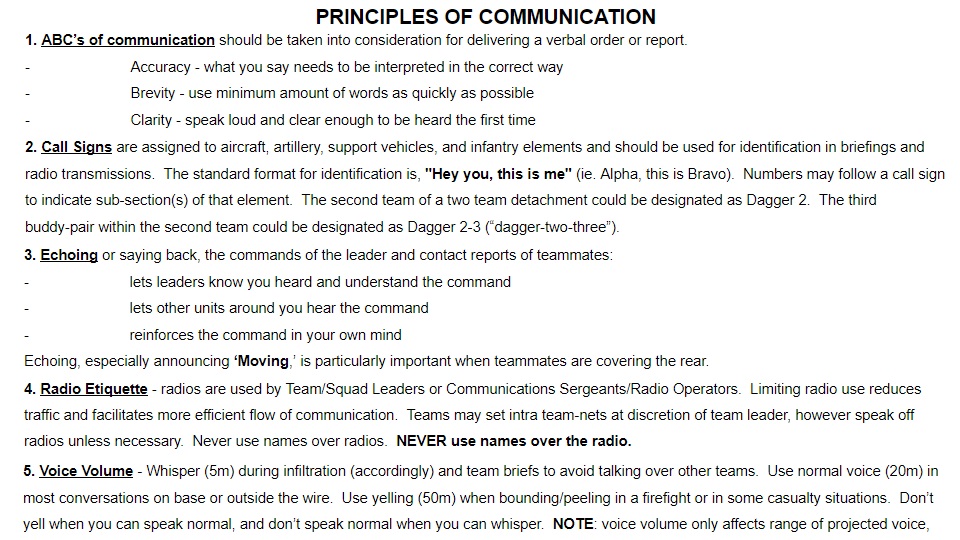 PRINCIPLES OF COMMUNICATION
1. ABC's of communication should be taken into consideration for delivering a verbal order or report.
- Accuracy - what you say needs to be interpreted in the correct way
- Brevity - use minimum amount of words as quickly as possible
- Clarity - speak loud and clear enough to be heard the first time
2. Call Signs are assigned to aircraft, artillery, support vehicles, and infantry elements and should be used for identification in briefings and
radio transmissions. The standard format for identification is, "Hey you, this is me" (ie. Alpha, this is Bravo). Numbers may follow a call sign
to indicate sub-section(s) of that element. The second team of a two team detachment could be designated as Dagger 2. The third
buddy-pair within the second team could be designated as Dagger 2-3 (“dagger-two-three”).
3. Echoing or saying back, the commands of the leader and contact reports of teammates:
- lets leaders know you heard and understand the command
- lets other units around you hear the command
- reinforces the command in your own mind
Echoing, especially announcing ‘Moving,’ is particularly important when teammates are covering the rear.
4. Radio Etiquette - radios are used by Team/Squad Leaders or Communications Sergeants/Radio Operators. Limiting radio use reduces
traffic and facilitates more efficient flow of communication. Teams may set intra team-nets at discretion of team leader, however speak off
radios unless necessary. Never use names over radios. NEVER use names over the radio.
5. Voice Volume - Whisper (5m) during infiltration (accordingly) and team briefs to avoid talking over other teams. Use normal voice (20m) in
most conversations on base or outside the wire. Use yelling (50m) when bounding/peeling in a firefight or in some casualty situations. Don’t
yell when you can speak normal, and don’t speak normal when you can whisper. NOTE: voice volume only affects range of projected voice,